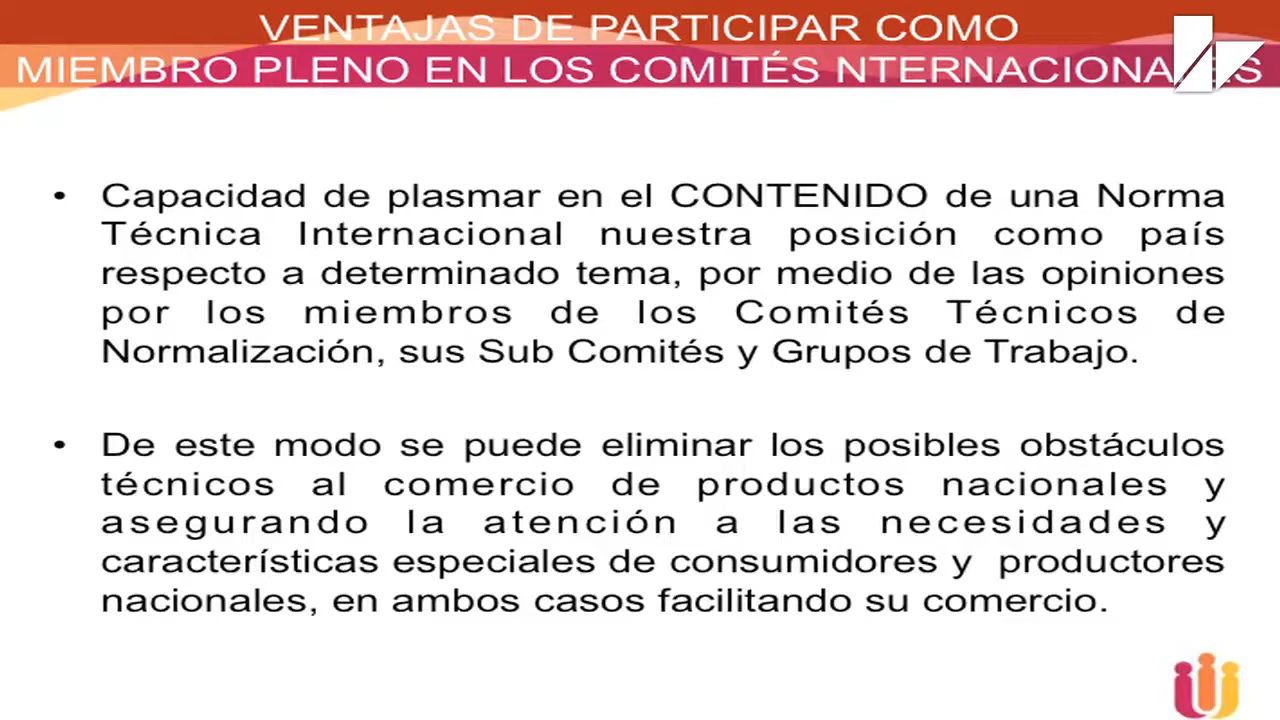 VENTAJAS DE PARTICIPAR COMO
MIEMBRO PLENO EN LOS COMITÉS NTERNACIONALES
• Capacidad de plasmar en el CONTENIDO de una Norma
Técnica Internacional nuestra posición como país
respecto a determinado tema, por medio de las opiniones
por los miembros de los Comités Técnicos de
Normalización, sus Sub Comités y Grupos de Trabajo.
• De este modo se puede eliminar los posibles obstáculos
técnicos al comercio de productos nacionales y
asegurando la atención a las necesidades y
características especiales de consumidores y productores
nacionales, en ambos casos facilitando su comercio.